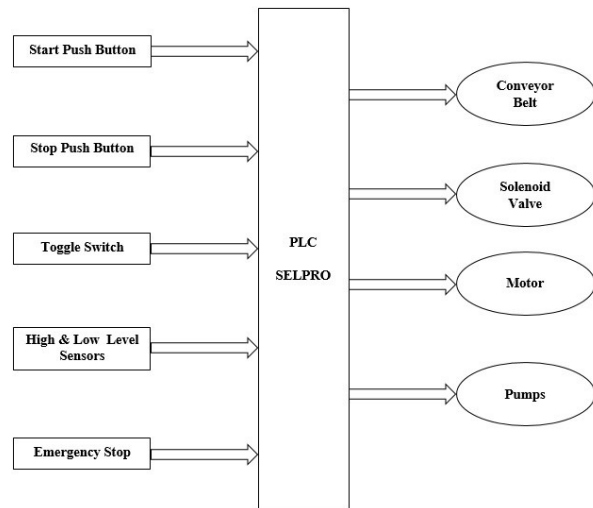 Start Push Button
Stop Push Button
Toggle Switch
High & Low Level
Sensors
Emergency Stop
PLC
SELPRO
Conveyor
Belt
Solenoid
Valve
Motor
Pumps